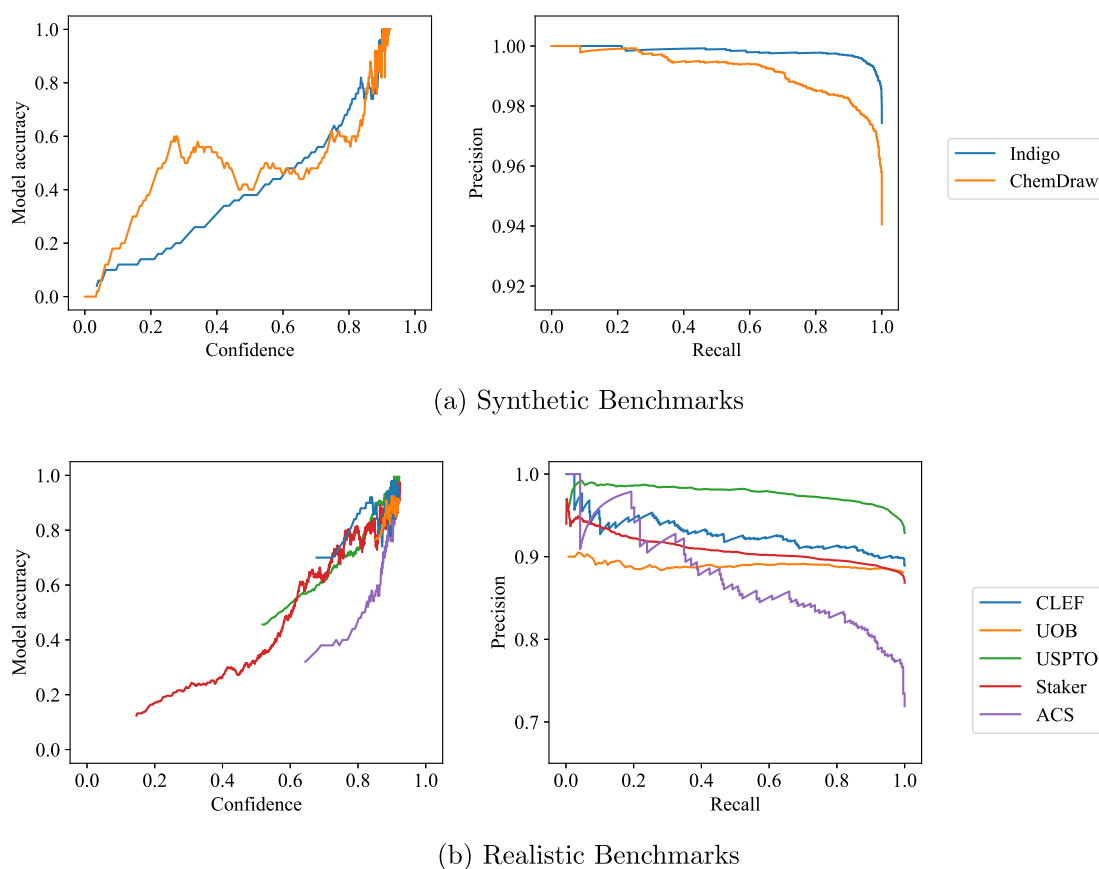 1.0
0.8
0.6
0.4
0.2
0.0
Model accuracy
0.0 0.2 0.4 0.6 0.8 1.0
Confidence
1.00
0.98
0.96
0.94
0.92
Precision
0.0 0.2 0.4 0.6 0.8 1.0
Recall
Indigo
ChemDraw
(a) Synthetic Benchmarks
1.0
0.8
0.6
0.4
0.2
0.0
Model accuracy
0.0 0.2 0.4 0.6 0.8 1.0
Confidence
1.0
0.9
0.8
0.7
Precision
0.0 0.2 0.4 0.6 0.8 1.0
Recall
CLEF
UOB
USPTO
Staker
ACS
(b) Realistic Benchmarks